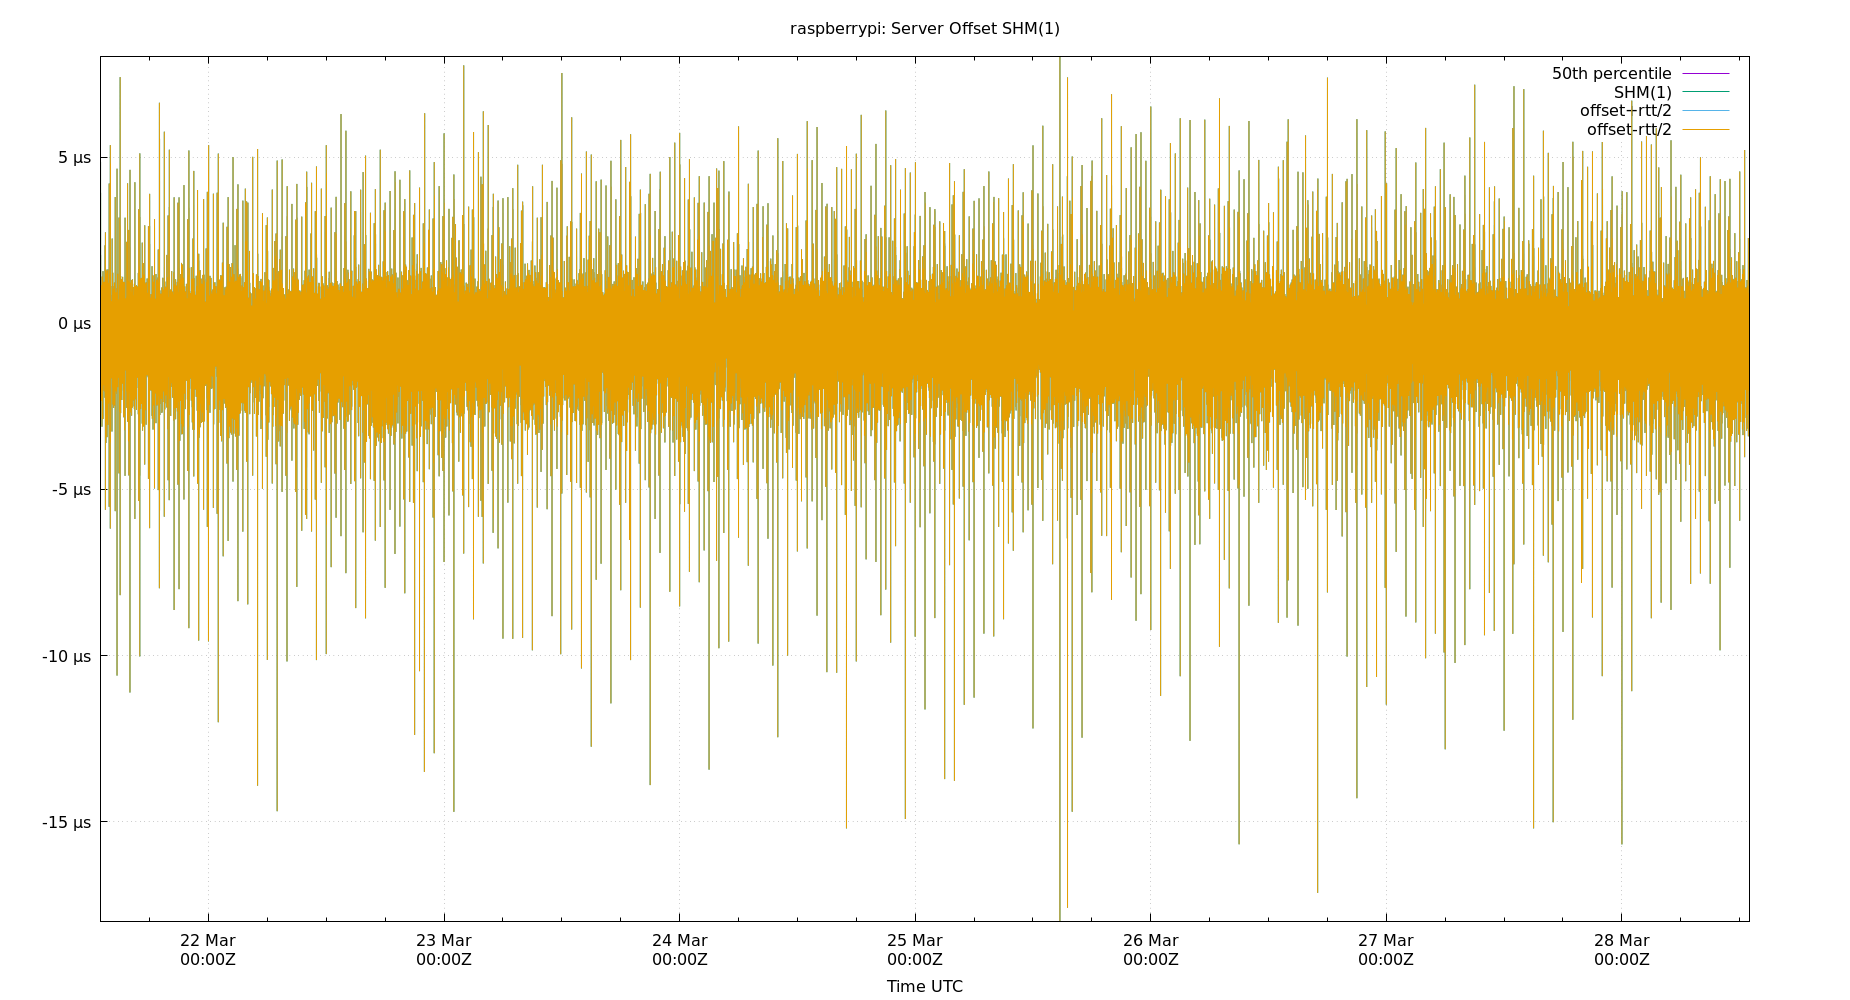 raspberrypi: Server Offset SHM(1)
50th percentile
SHM(1)
offset+rtt/2
offset-rtt/2
5 µs
0 µs
-5 µs
-10 µs
-15 µs
22 Mar 23 Mar 24 Mar 25 Mar 26 Mar 27 Mar 28 Mar
00:00Z 00:00Z 00:00Z 00:00Z 00:00Z 00:00Z 00:00Z
Time UTC